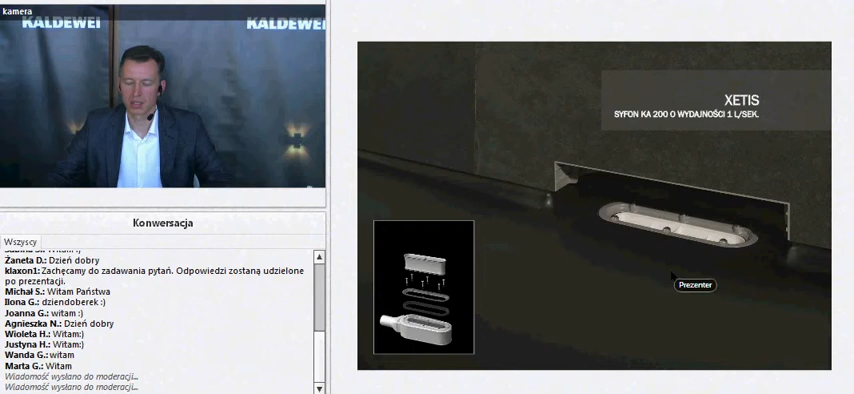 kamera
KALDEWEI
KALDEWEI
Konwersacja
Wszyscy
Żaneta D.: Dzień dobry
klaxon1: Zachęcamy do zadawania pytań. Odpowiedzi zostaną udzielone
po prezentacji.
Michał S.: Witam Państwa
Ilona G.: dziendoberek :)
Joanna G.: witam :)
Agnieszka N.: Dzień dobry
Wioleta H.: Witam:)
Justyna H.: Witam:)
Wanda G.: witam
Marta G.: Witam
Wiadomość wysłano do moderacji...
Wiadomość wysłano do moderacji...
XETIS
SYFON KA 200 O WYDAJNOŚCI 1 L/SEK.
Prezenter